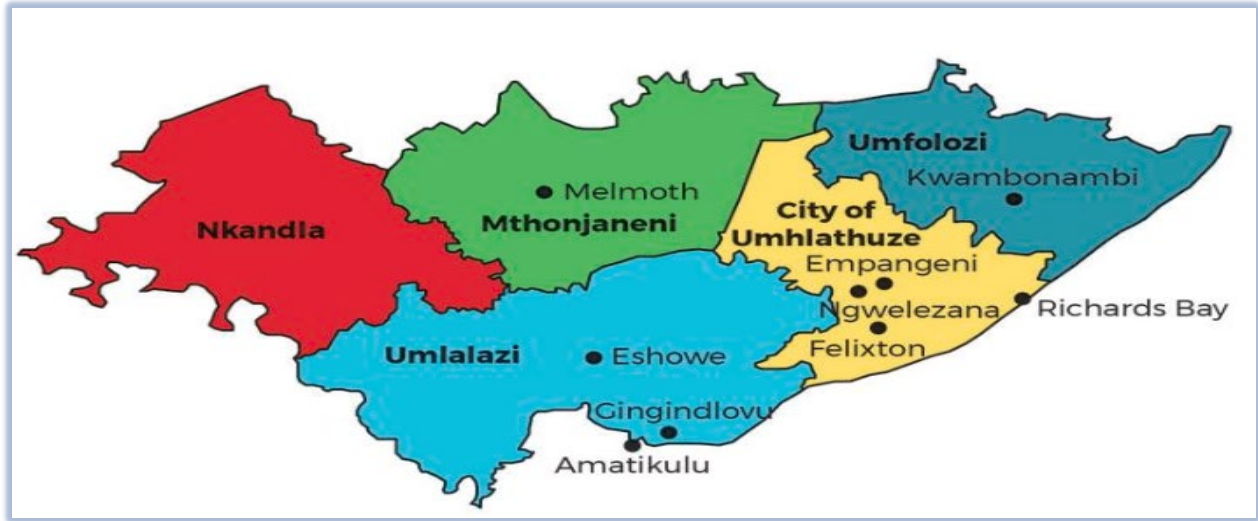 Umfolozi
Kwambonambi
Melmoth
Mthonjaneni
Nkandla
City of
Umhlathuze
Empangeni
Ngwelezana
Richards Bay
Felixton
Umlalazi
Eshowe
Gingindlovu
Amatikulu